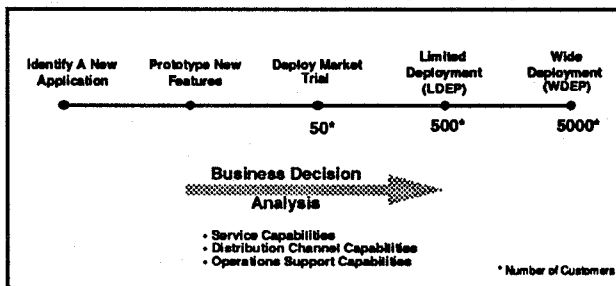 Identify A New
Application
Prototype New
Features
Deploy Market
Trial
Limited
Deployment
(LDEP)
Wide
Deployment
(WDEP)
50*
500*
5000*
Business Decision
Analysis
• Service Capabilities
• Distribution Channel Capabilities
• Operations Support Capabilities
* Number of Customers